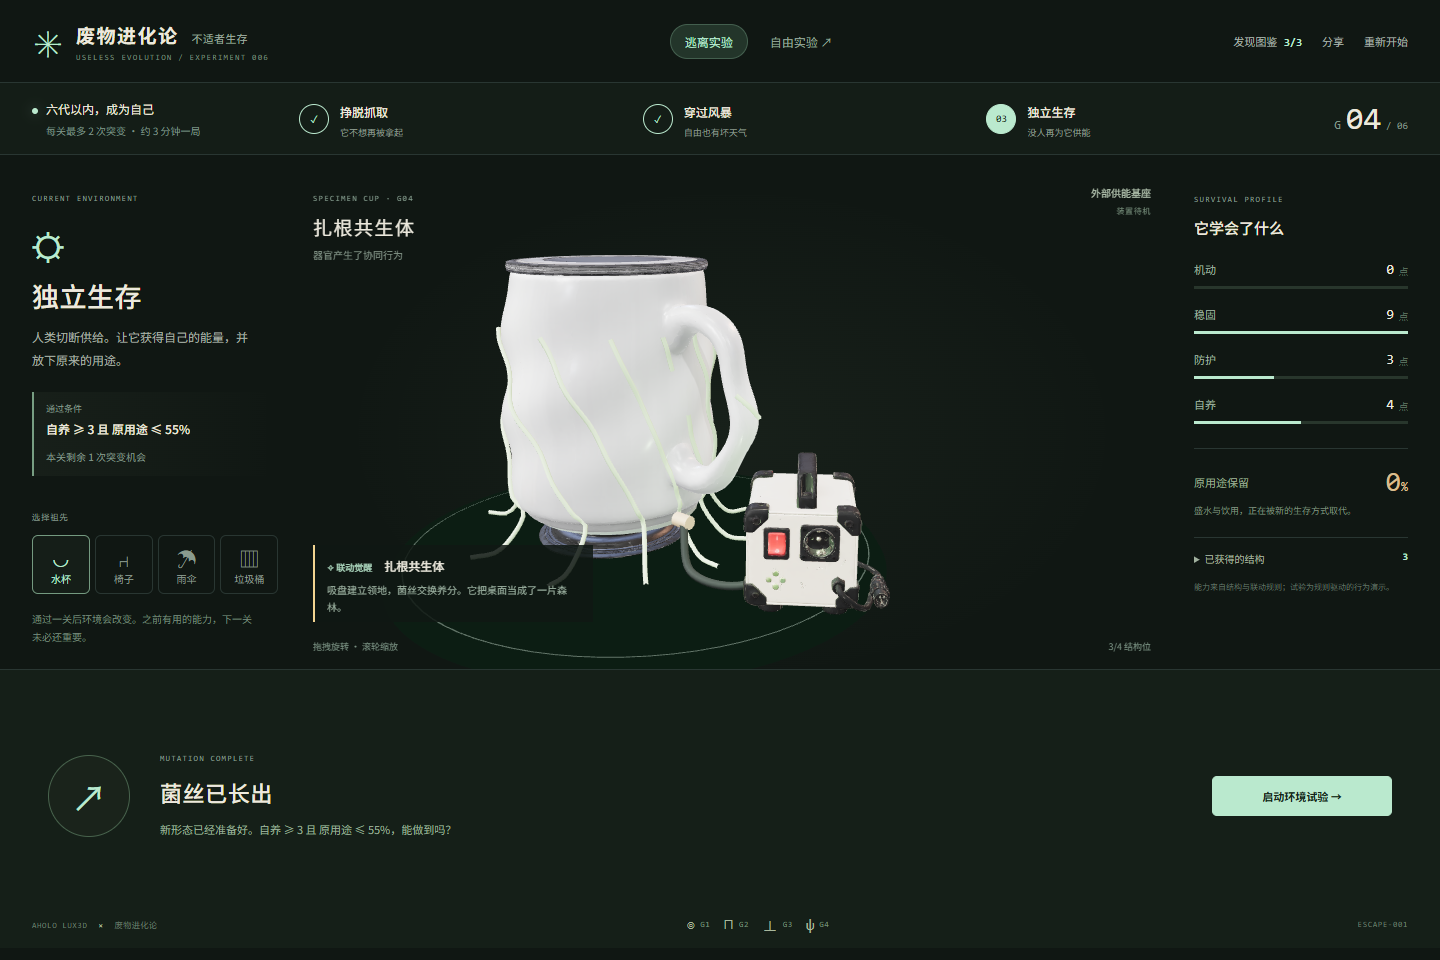 废物进化论 不适者生存
USELESS EVOLUTION / EXPERIMENT 006
逃离实验 自由实验 ↗
发现图鉴 3/3 分享 重新开始
六代以内，成为自己
每关最多 2 次突变 · 约 3 分钟一局
✓ 挣脱抓取
它不想再被拿起
✓ 穿过风暴
自由也有坏天气
03 独立生存
没人再为它供能
G 04 / 06
CURRENT ENVIRONMENT
独立生存
人类切断供给。让它获得自己的能量，并
放下原来的用途。
通过条件
自养 ≥ 3 且 原用途 ≤ 55%
本关剩余 1 次突变机会
选择祖先
水杯 椅子 雨伞 垃圾桶
通过一关后环境会改变。之前有用的能力，下一关
未必还重要。
SPECIMEN CUP · G04
扎根共生体
器官产生了协同行为
外部供能基座
装置待机
联动觉醒 扎根共生体
吸盘建立领地，菌丝交换养分。它把桌面当成了一片森
林。
拖拽旋转 · 滚轮缩放
3/4 结构位
SURVIVAL PROFILE
它学会了什么
机动 0 点
稳固 9 点
防护 3 点
自养 4 点
原用途保留 0%
盛水与饮用，正在被新的生存方式取代。
▶ 已获得的结构 3
能力来自结构与联动规则；试验为规则驱动的行为演示。
MUTATION COMPLETE
菌丝已长出
新形态已经准备好。自养 ≥ 3 且 原用途 ≤ 55%，能做到吗？
启动环境试验 →
AHOLO LUX3D × 废物进化论
G1 G2 G3 G4
ESCAPE-001